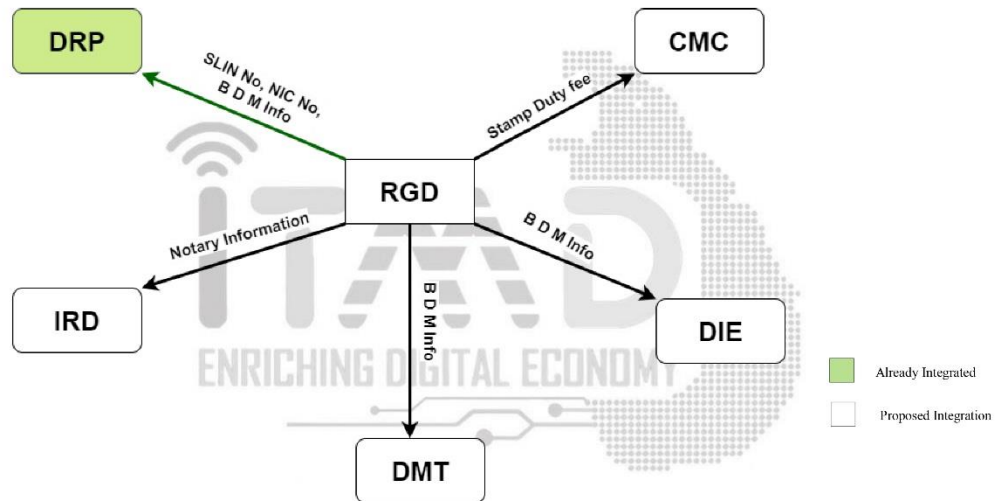 DRP
CMC
SLIN No, NIC No,
B D M Info
Stamp Duty fee
RGD
Notary Information
B D M Info
B D M Info
IRD
DIE
DMT
iTMD
ENRICHING DIGITAL ECONOMY
Already Integrated
Proposed Integration